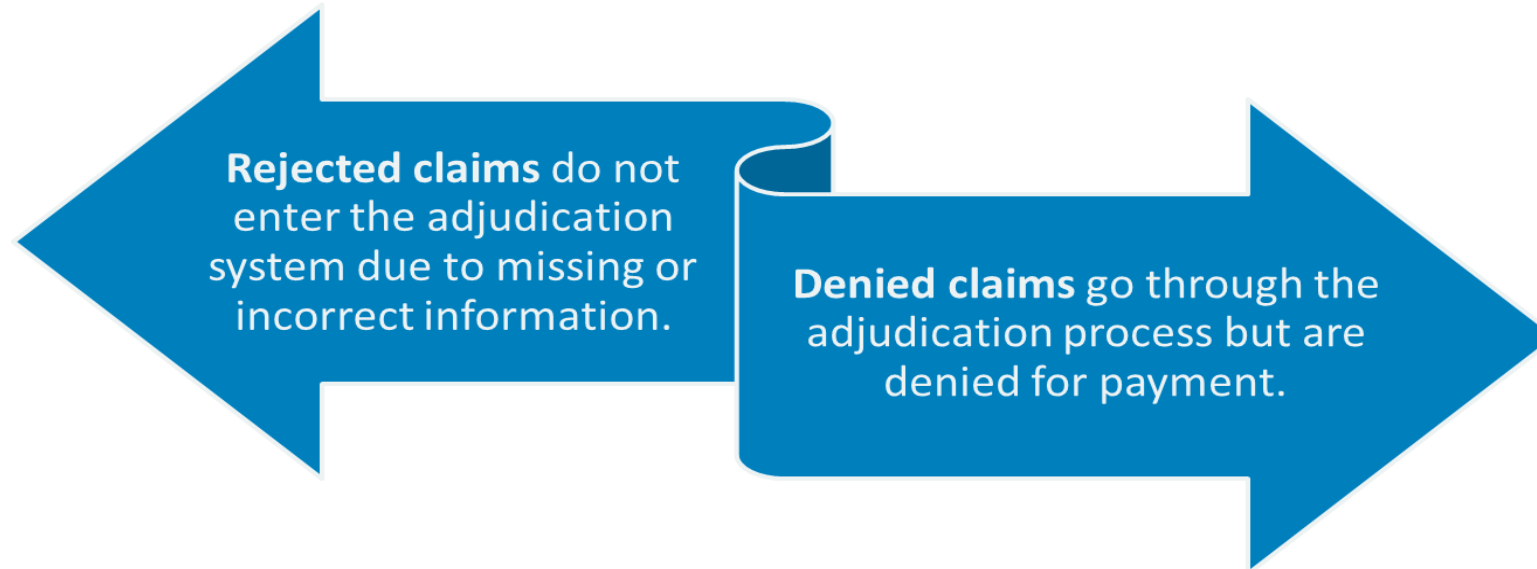 Rejected claims do not
enter the adjudication
system due to missing or
incorrect information.
Denied claims go through the
adjudication process but are
denied for payment.